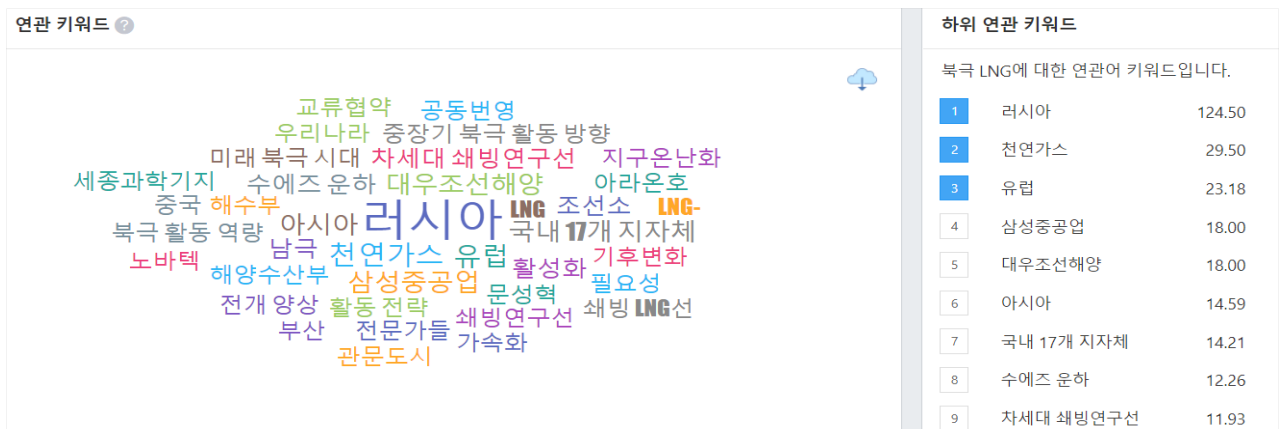 연관 키워드 ?
교류협약 공동번영
우리나라 중장기 북극 활동 방향
미래 북극 시대 차세대 쇄빙연구선 지구온난화
세종과학기지 수에즈 운하 대우조선해양 아라온호
중국 해수부 아시아 러시아 LNG 조선소 LNG-
북극 활동 역량 국내 17개 지자체
노바텍 남극 천연가스 유럽 활성화 기후변화
해양수산부 삼성중공업 필요성
전개 양상 활동 전략 문성혁 쇄빙 LNG선
부산 전문가들 쇄빙연구선
가속화
관문도시
하위 연관 키워드
북극 LNG에 대한 연관어 키워드입니다.
1 러시아 124.50
2 천연가스 29.50
3 유럽 23.18
4 삼성중공업 18.00
5 대우조선해양 18.00
6 아시아 14.59
7 국내 17개 지자체 14.21
8 수에즈 운하 12.26
9 차세대 쇄빙연구선 11.93